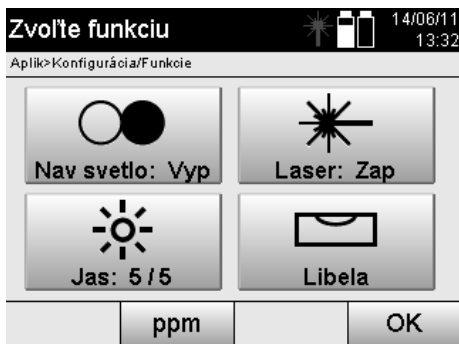 Zvoľte funkciu
14/06/11
13:32
Aplik>Konfigurácia/Funkcie
Nav svetlo: Vyp
Laser: Zap
Jas: 5/5
Libela
ppm
OK